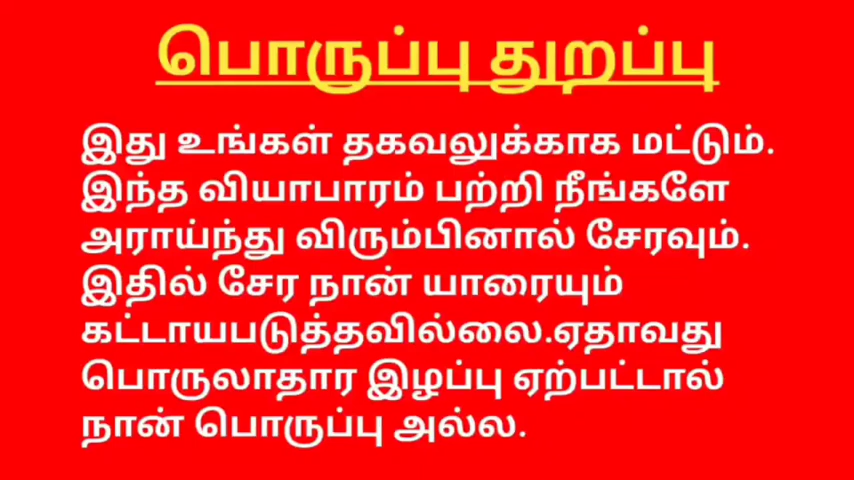 பொருப்பு துறப்பு
இது உங்கள் தகவலுக்காக மட்டும்.
இந்த வியாபாரம் பற்றி நீங்களே
அராய்ந்து விரும்பினால் சேரவும்.
இதில் சேர நான் யாரையும்
கட்டாயபடுத்தவில்லை.ஏதாவது
பொருலாதார இழப்பு ஏற்பட்டால்
நான் பொருப்பு அல்ல.